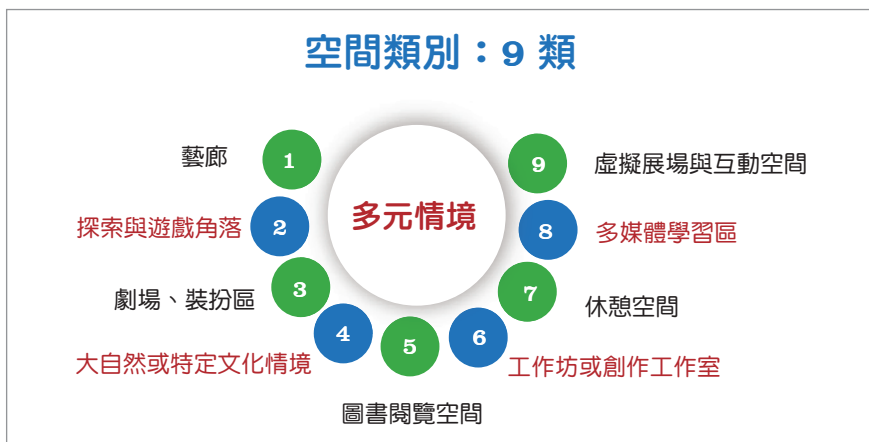 空間類別：9 類
多元情境
1 藝廊
2 探索與遊戲角落
3 劇場、裝扮區
4 大自然或特定文化情境
5 圖書閱覽空間
6 工作坊或創作工作室
7 休憩空間
8 多媒體學習區
9 虛擬展場與互動空間